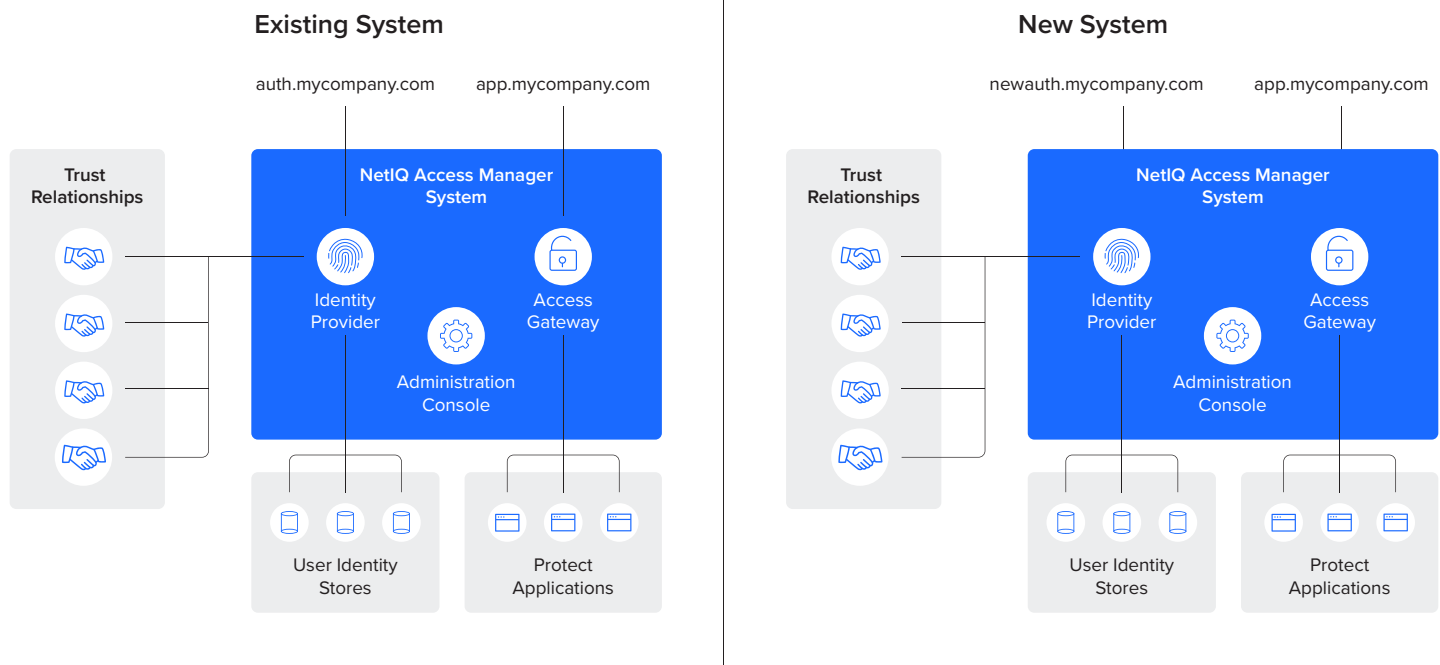 Existing System
auth.mycompany.com
app.mycompany.com
Trust
Relationships
NetIQ Access Manager
System
Identity
Provider
Access
Gateway
Administration
Console
User Identity
Stores
Protect
Applications
New System
newauth.mycompany.com
app.mycompany.com
Trust
Relationships
NetIQ Access Manager
System
Identity
Provider
Access
Gateway
Administration
Console
User Identity
Stores
Protect
Applications